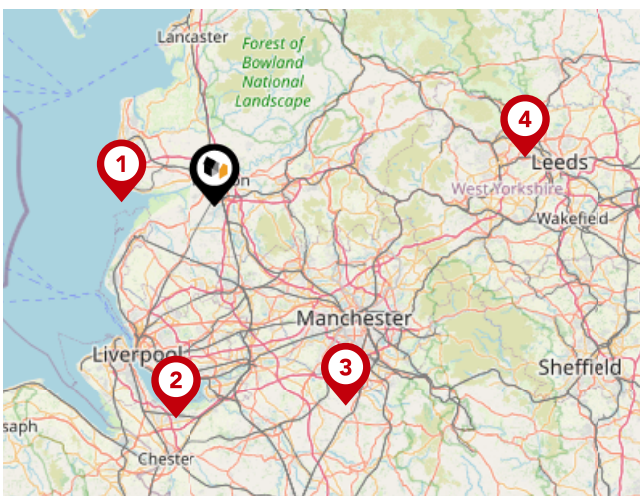 Lancaster
Forest of
Bowland
National
Landscape
4
1
on
Leeds
West Yorkshire
Wakefield
Manchester
Liverpool
3
Sheffield
2
saph
Chester